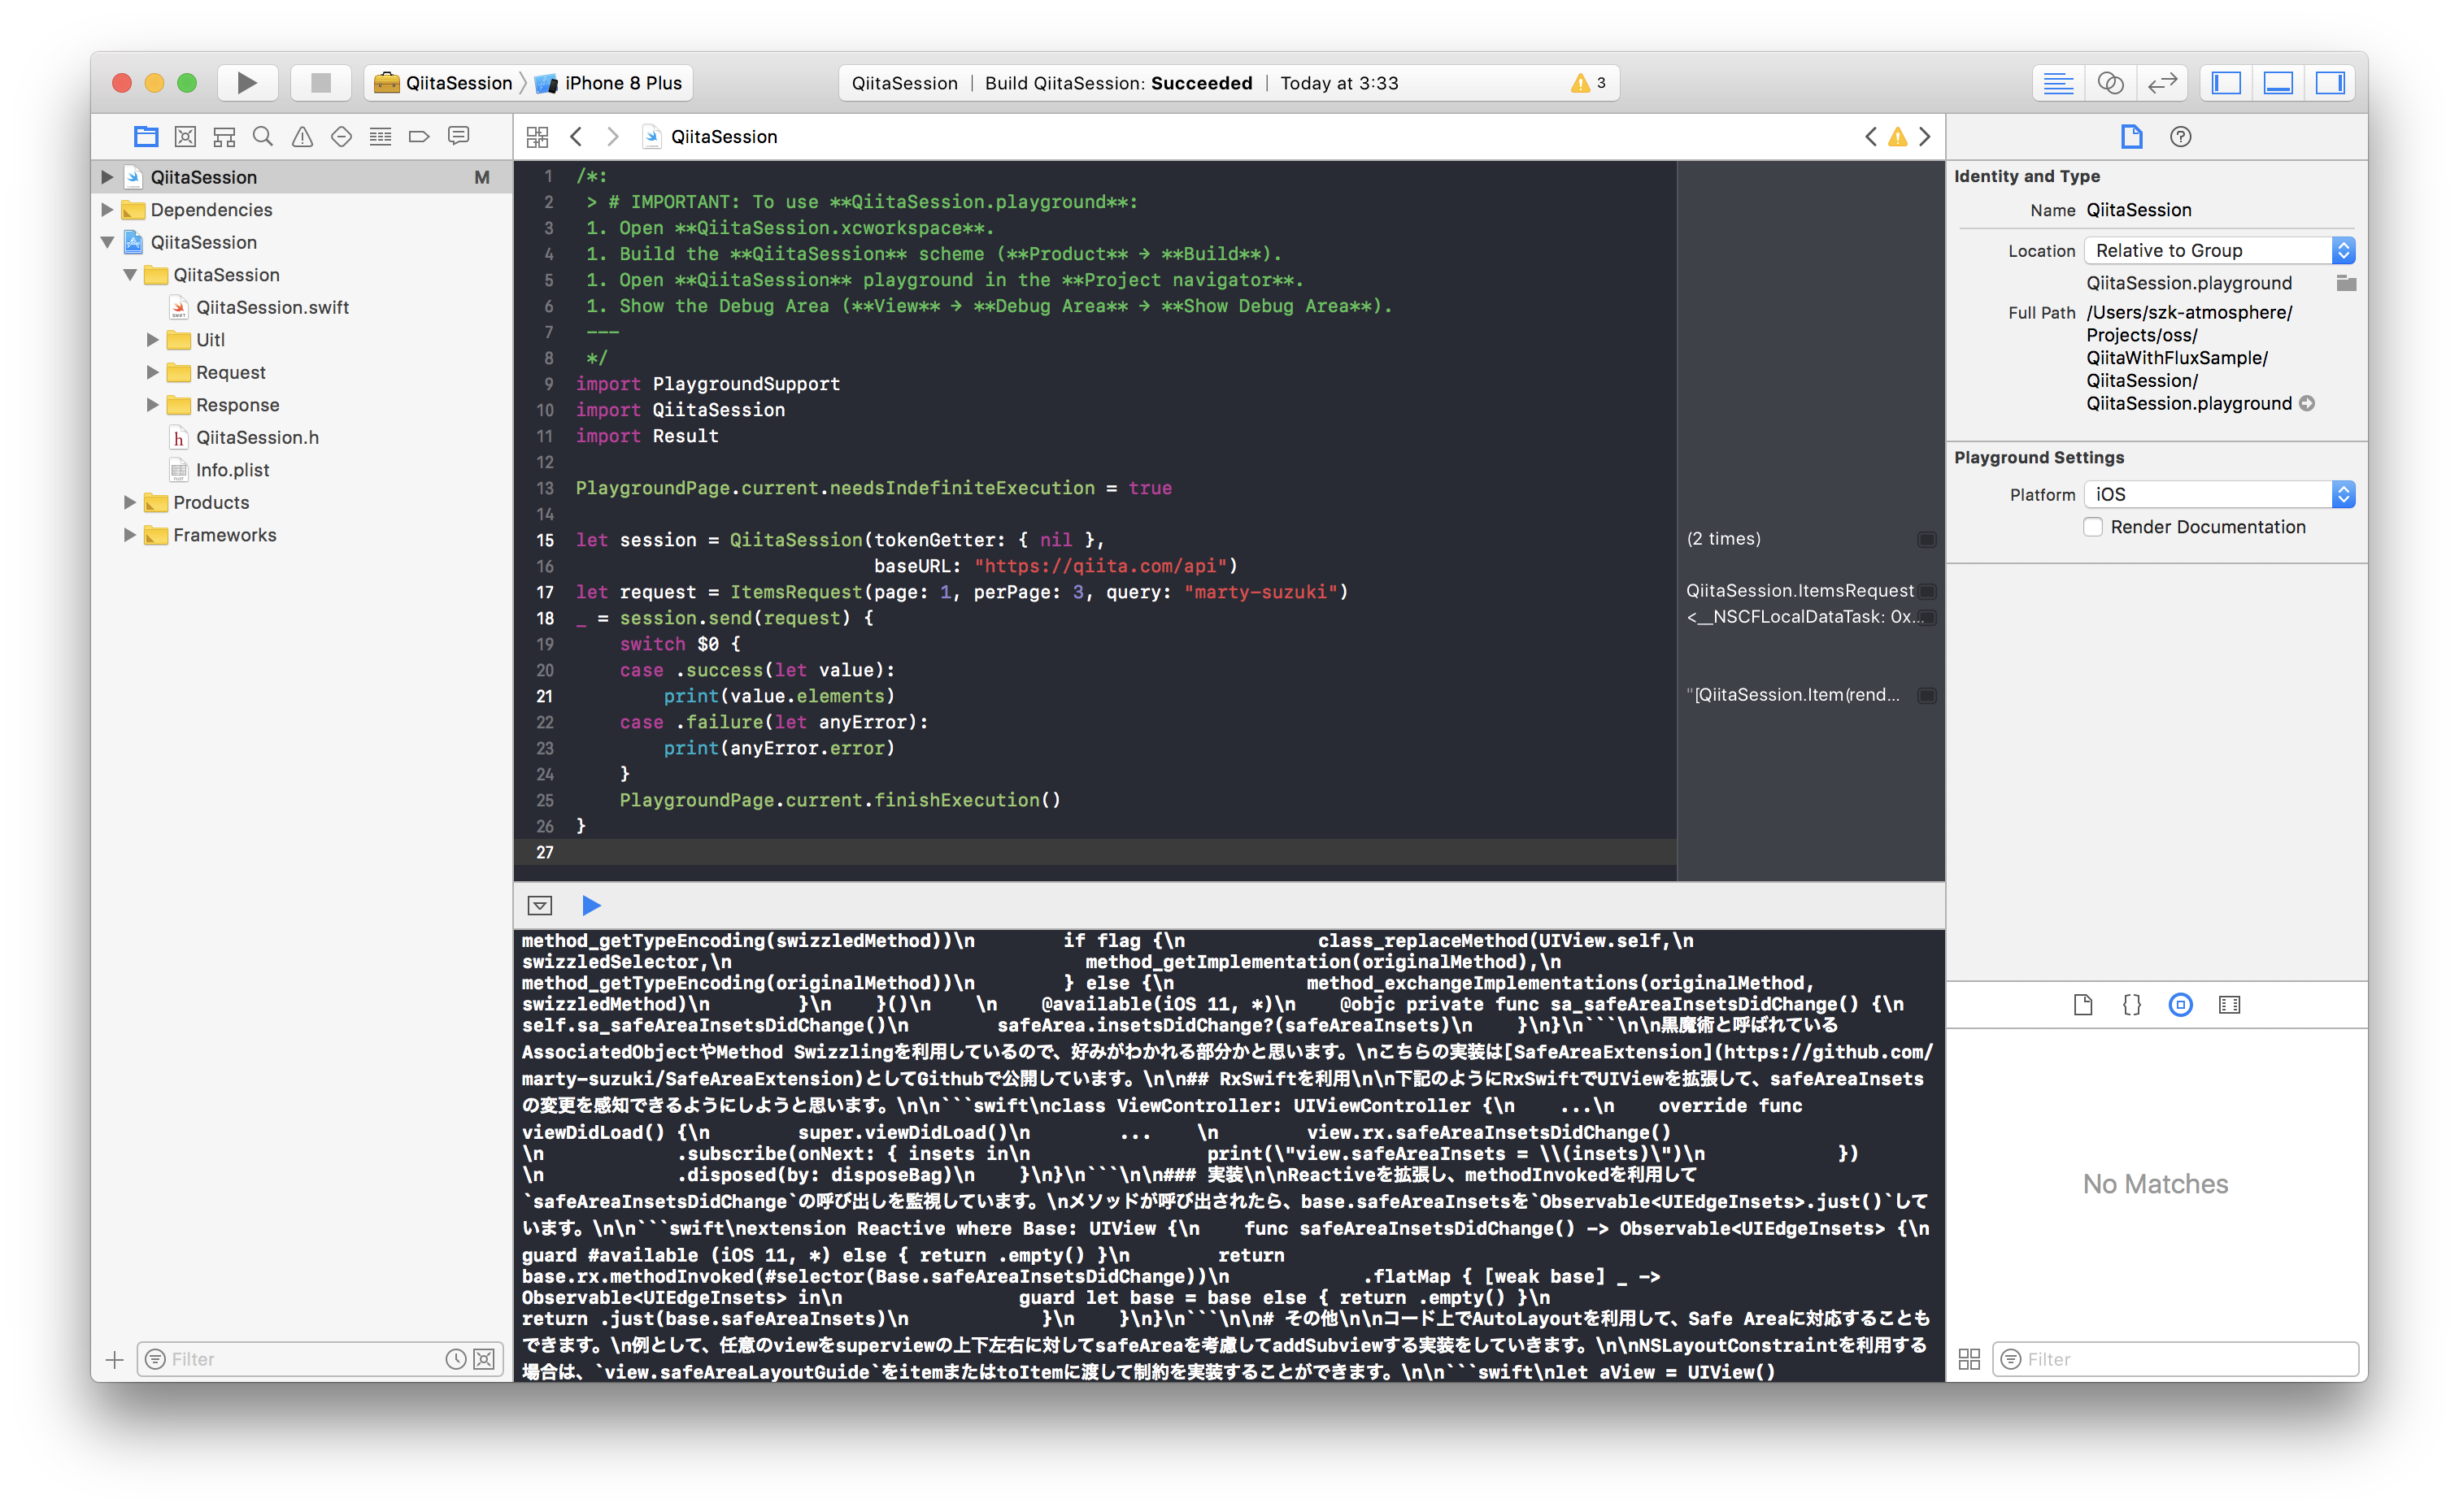 QiitaSession 〉 iPhone 8 Plus
QiitaSession | Build QiitaSession: Succeeded | Today at 3:33
3
QiitaSession
QiitaSession M
Dependencies
QiitaSession
QiitaSession
QiitaSession.swift
Uitl
Request
Response
QiitaSession.h
Info.plist
Products
Frameworks
Filter
1 /*:
2 > # IMPORTANT: To use **QiitaSession.playground**:
3 1. Open **QiitaSession.xcworkspace**.
4 1. Build the **QiitaSession** scheme (**Product** → **Build**).
5 1. Open **QiitaSession** playground in the **Project navigator**.
6 1. Show the Debug Area (**View** → **Debug Area** → **Show Debug Area**).
7 ---
8 */
9 import PlaygroundSupport
10 import QiitaSession
11 import Result
12
13 PlaygroundPage.current.needsIndefiniteExecution = true
14
15 let session = QiitaSession(tokenGetter: { nil },
16 baseURL: "https://qiita.com/api")
17 let request = ItemsRequest(page: 1, perPage: 3, query: "marty-suzuki")
18 _ = session.send(request) {
19 switch $0 {
20 case .success(let value):
21 print(value.elements)
22 case .failure(let anyError):
23 print(anyError.error)
24 }
25 PlaygroundPage.current.finishExecution()
26 }
27
(2 times)
QiitaSession.ItemsRequest
<__NSCFLocalDataTask: 0x...
"[QiitaSession.Item(rend...
method_getTypeEncoding(swizzledMethod))\n        if flag {\n            class_replaceMethod(UIView.self,\n
swizzledSelector,\n                                method_getImplementation(originalMethod),\n
method_getTypeEncoding(originalMethod))\n        } else {\n            method_exchangeImplementations(originalMethod,
swizzledMethod)\n        }\n    }()\n    \n    @available(iOS 11, *)\n    @objc private func sa_safeAreaInsetsDidChange() {\n
self.sa_safeAreaInsetsDidChange()\n        safeArea.insetsDidChange?(safeAreaInsets)\n    }\n}\n```\n\n黒魔術と呼ばれている
AssociatedObjectやMethod Swizzlingを利用しているので、好みがわかれる部分かと思います。\nこちらの実装は[SafeAreaExtension](https://github.com/
marty-suzuki/SafeAreaExtension)としてGithubで公開しています。\n\n## RxSwiftを利用\n\n下記のようにRxSwiftでUIViewを拡張して、safeAreaInsets
の変更を感知できるようにしようと思います。\n\n```swift\nclass ViewController: UIViewController {\n    ...\n    override func
viewDidLoad() {\n        super.viewDidLoad()\n        ...    \n        view.rx.safeAreaInsetsDidChange()
\n            .subscribe(onNext: { insets in\n                print(\"view.safeAreaInsets = \\(insets)\")\n            })
\n            .disposed(by: disposeBag)\n    }\n}\n```\n\n### 実装\n\nReactiveを拡張し、methodInvokedを利用して
`safeAreaInsetsDidChange`の呼び出しを監視しています。\nメソッドが呼び出されたら、base.safeAreaInsetsを`Observable<UIEdgeInsets>.just()`して
います。\n\n```swift\nextension Reactive where Base: UIView {\n    func safeAreaInsetsDidChange() -> Observable<UIEdgeInsets> {\n
guard #available (iOS 11, *) else { return .empty() }\n        return
base.rx.methodInvoked(#selector(Base.safeAreaInsetsDidChange))\n            .flatMap { [weak base] _ ->
Observable<UIEdgeInsets> in\n                guard let base = base else { return .empty() }\n
return .just(base.safeAreaInsets)\n            }\n    }\n}\n```\n\n# その他\n\nコード上でAutoLayoutを利用して、Safe Areaに対応することも
できます。\n例として、任意のviewをsuperviewの上下左右に対してsafeAreaを考慮してaddSubviewする実装をしていきます。\n\nNSLayoutConstraintを利用する
場合は、`view.safeAreaLayoutGuide`をitemまたはtoItemに渡して制約を実装することができます。\n\n```swift\nlet aView = UIView()
Identity and Type
Name QiitaSession
Location Relative to Group
QiitaSession.playground
Full Path /Users/szk-atmosphere/
Projects/oss/
QiitaWithFluxSample/
QiitaSession/
QiitaSession.playground
Playground Settings
Platform iOS
Render Documentation
No Matches
Filter